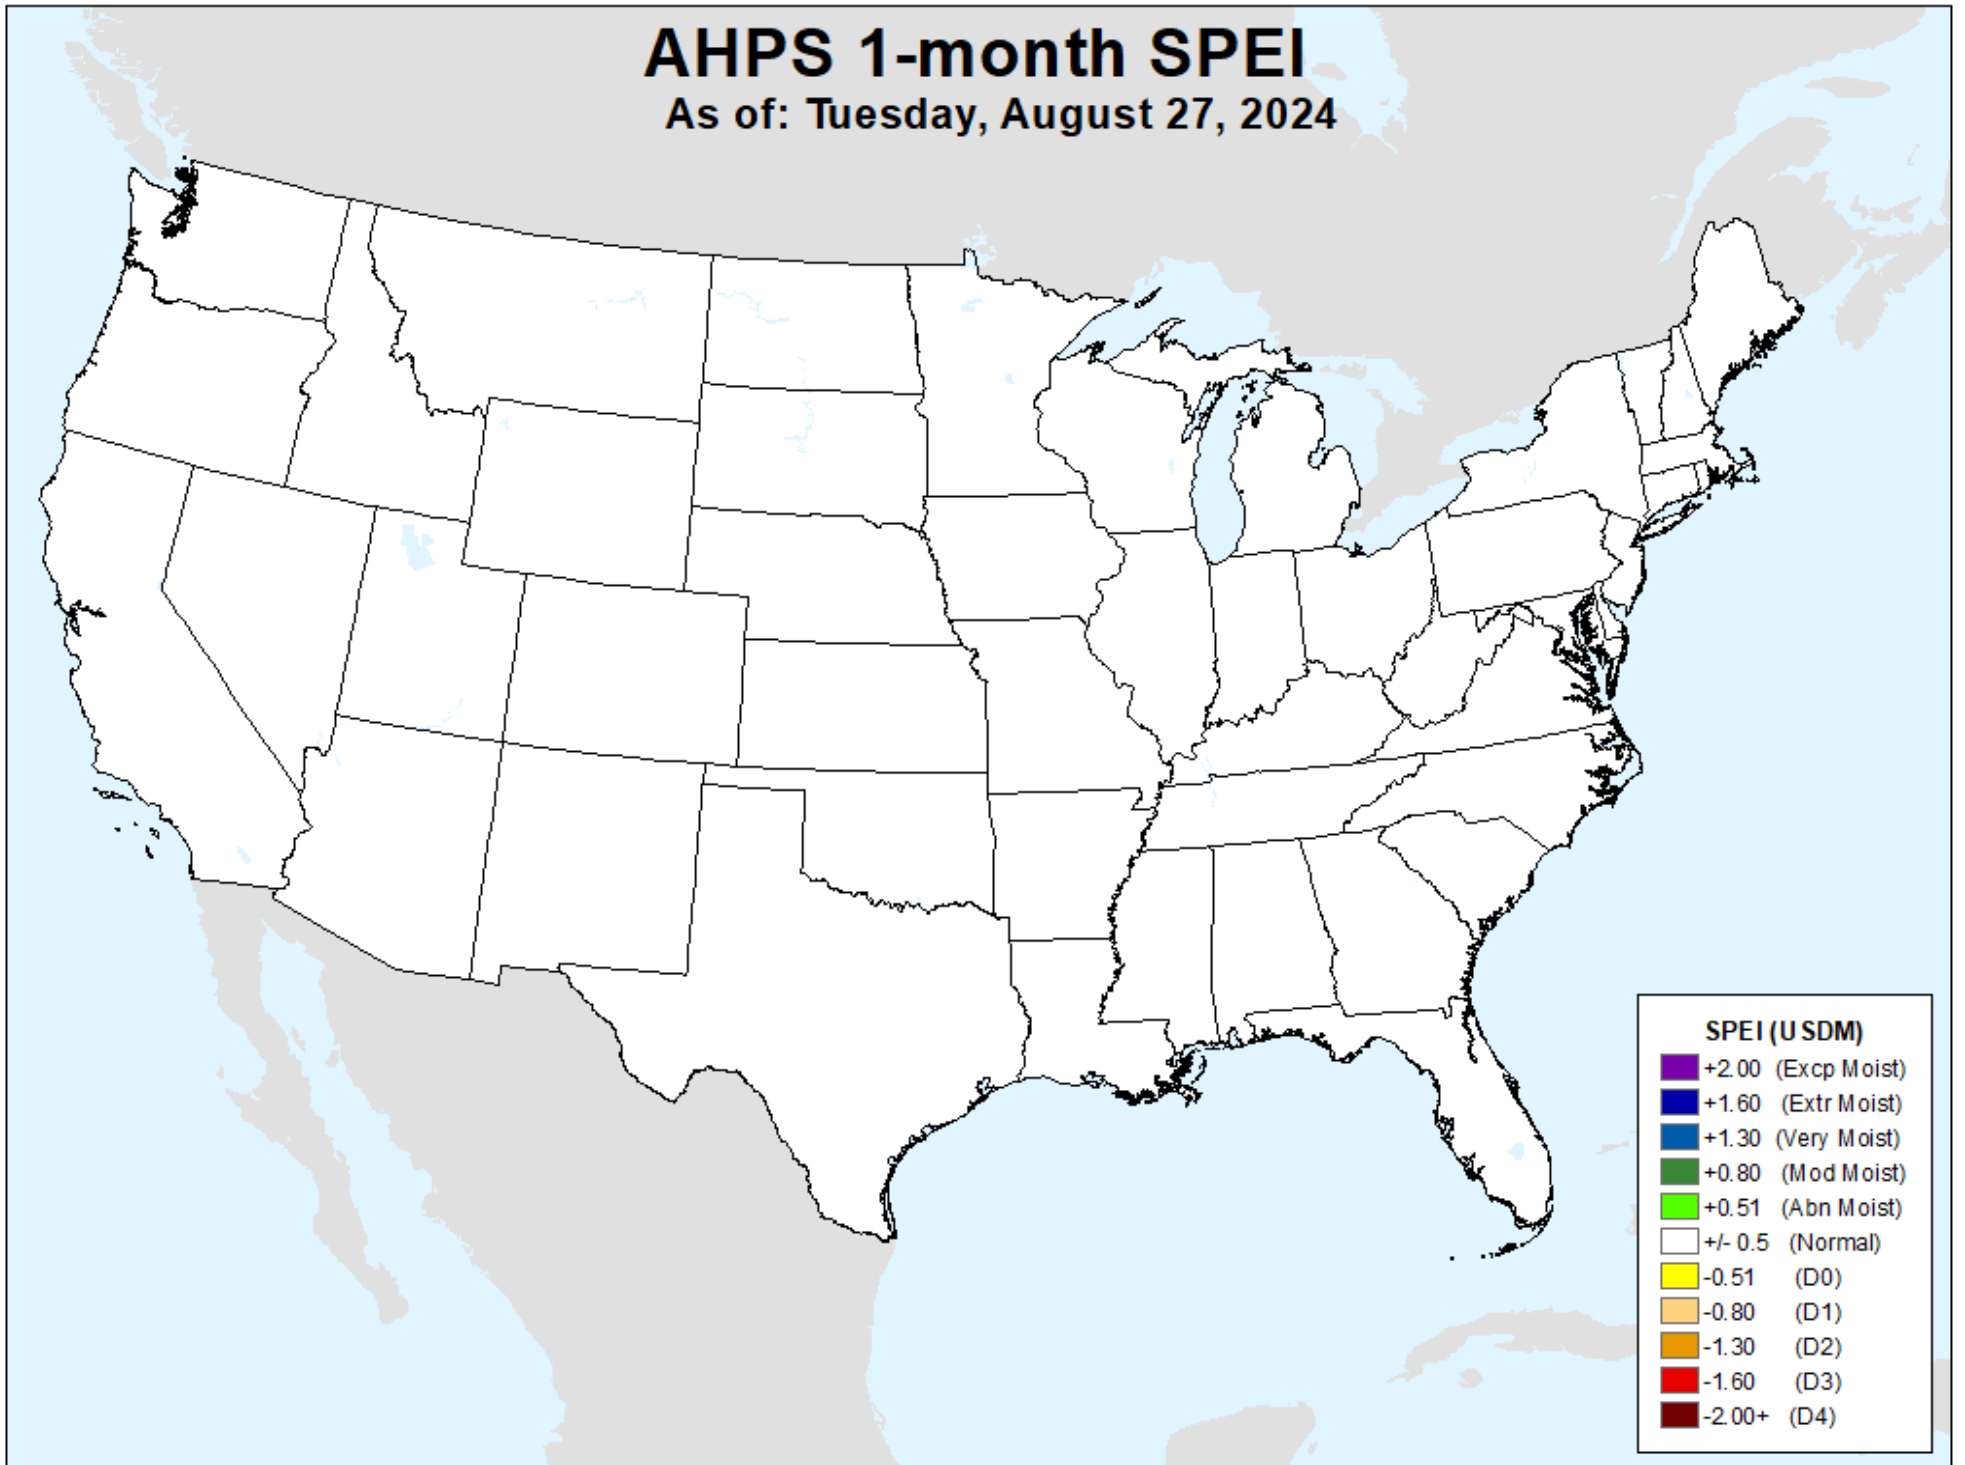 AHPS 1-month SPEI
As of: Tuesday, August 27, 2024
SPEI (USDM)
+2.00 (Excp Moist)
+1.60 (Extr Moist)
+1.30 (Very Moist)
+0.80 (Mod Moist)
+0.51 (Abn Moist)
+/- 0.5 (Normal)
-0.51 (D0)
-0.80 (D1)
-1.30 (D2)
-1.60 (D3)
-2.00+ (D4)